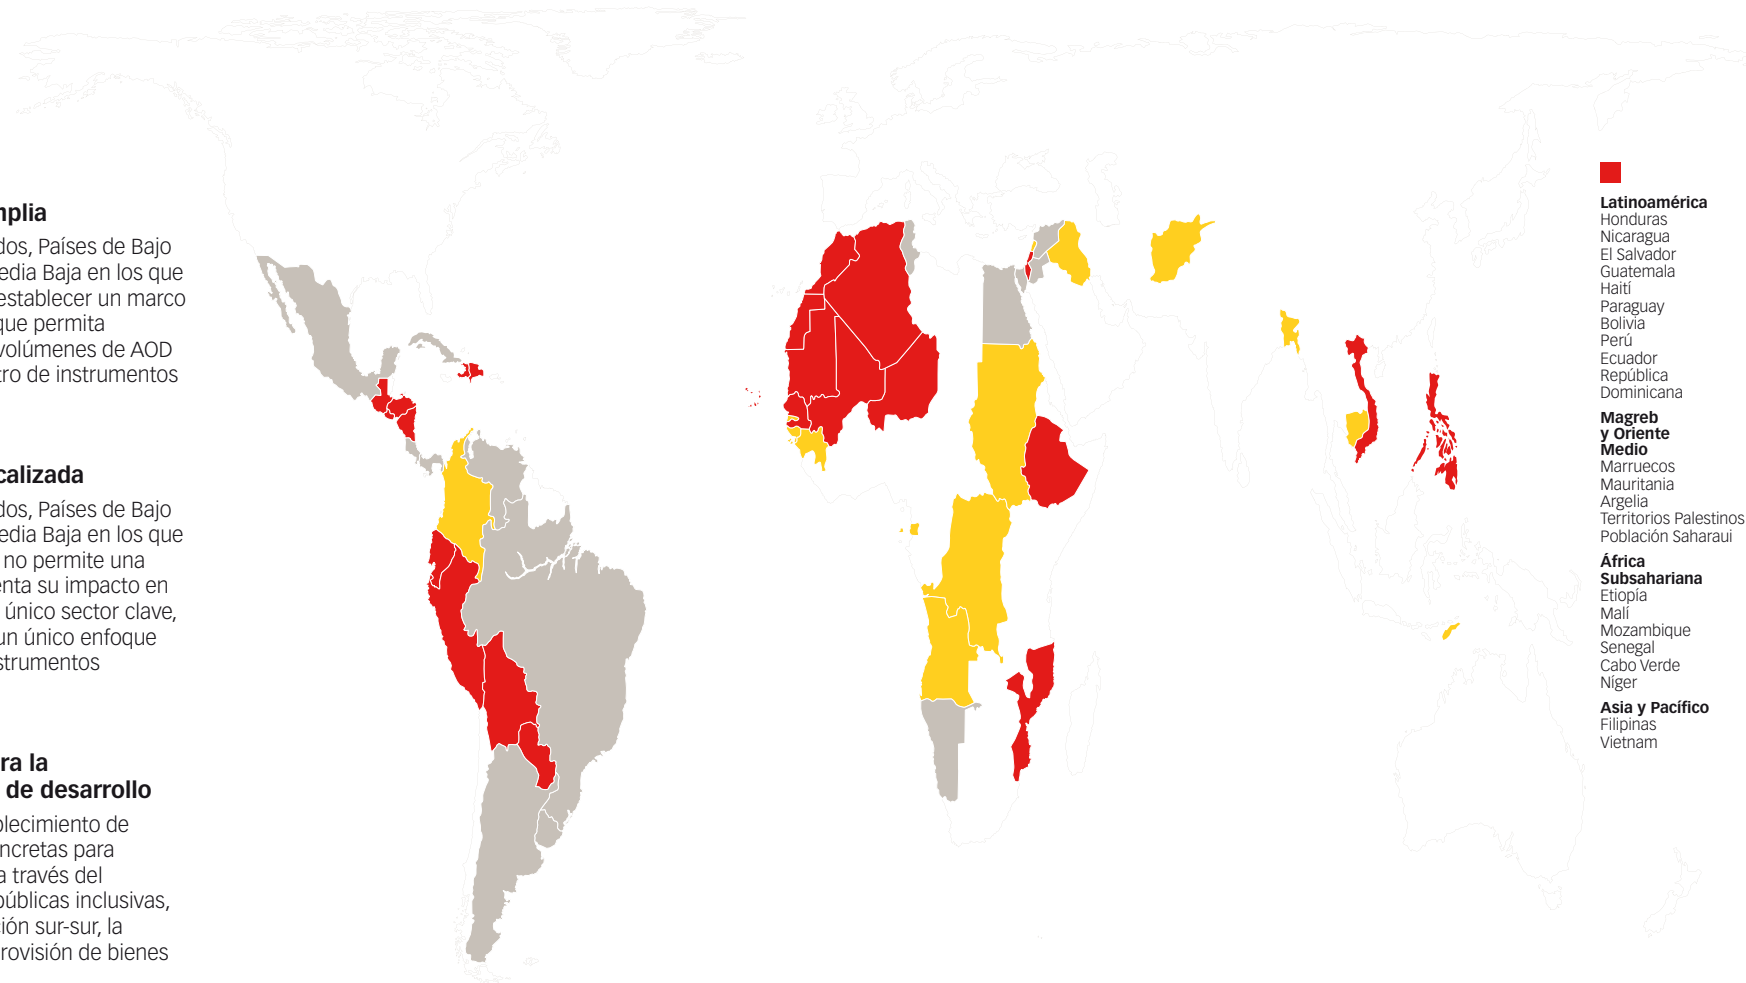 mplia
dos, Países de Bajo
edia Baja en los que
establecer un marco
que permita
volúmenes de AOD
tro de instrumentos
calizada
dos, Países de Bajo
edia Baja en los que
no permite una
enta su impacto en
único sector clave,
un único enfoque
strumentos
ra la
de desarrollo
blecimiento de
ncretas para
a través del
públicas inclusivas,
ción sur-sur, la
rovisión de bienes
Latinoamérica
Honduras
Nicaragua
El Salvador
Guatemala
Haití
Paraguay
Bolivia
Perú
Ecuador
República
Dominicana
Magreb
y Oriente
Medio
Marruecos
Mauritania
Argelia
Territorios Palestinos
Población Saharaui
África
Subsahariana
Etiopía
Malí
Mozambique
Senegal
Cabo Verde
Níger
Asia y Pacífico
Filipinas
Vietnam